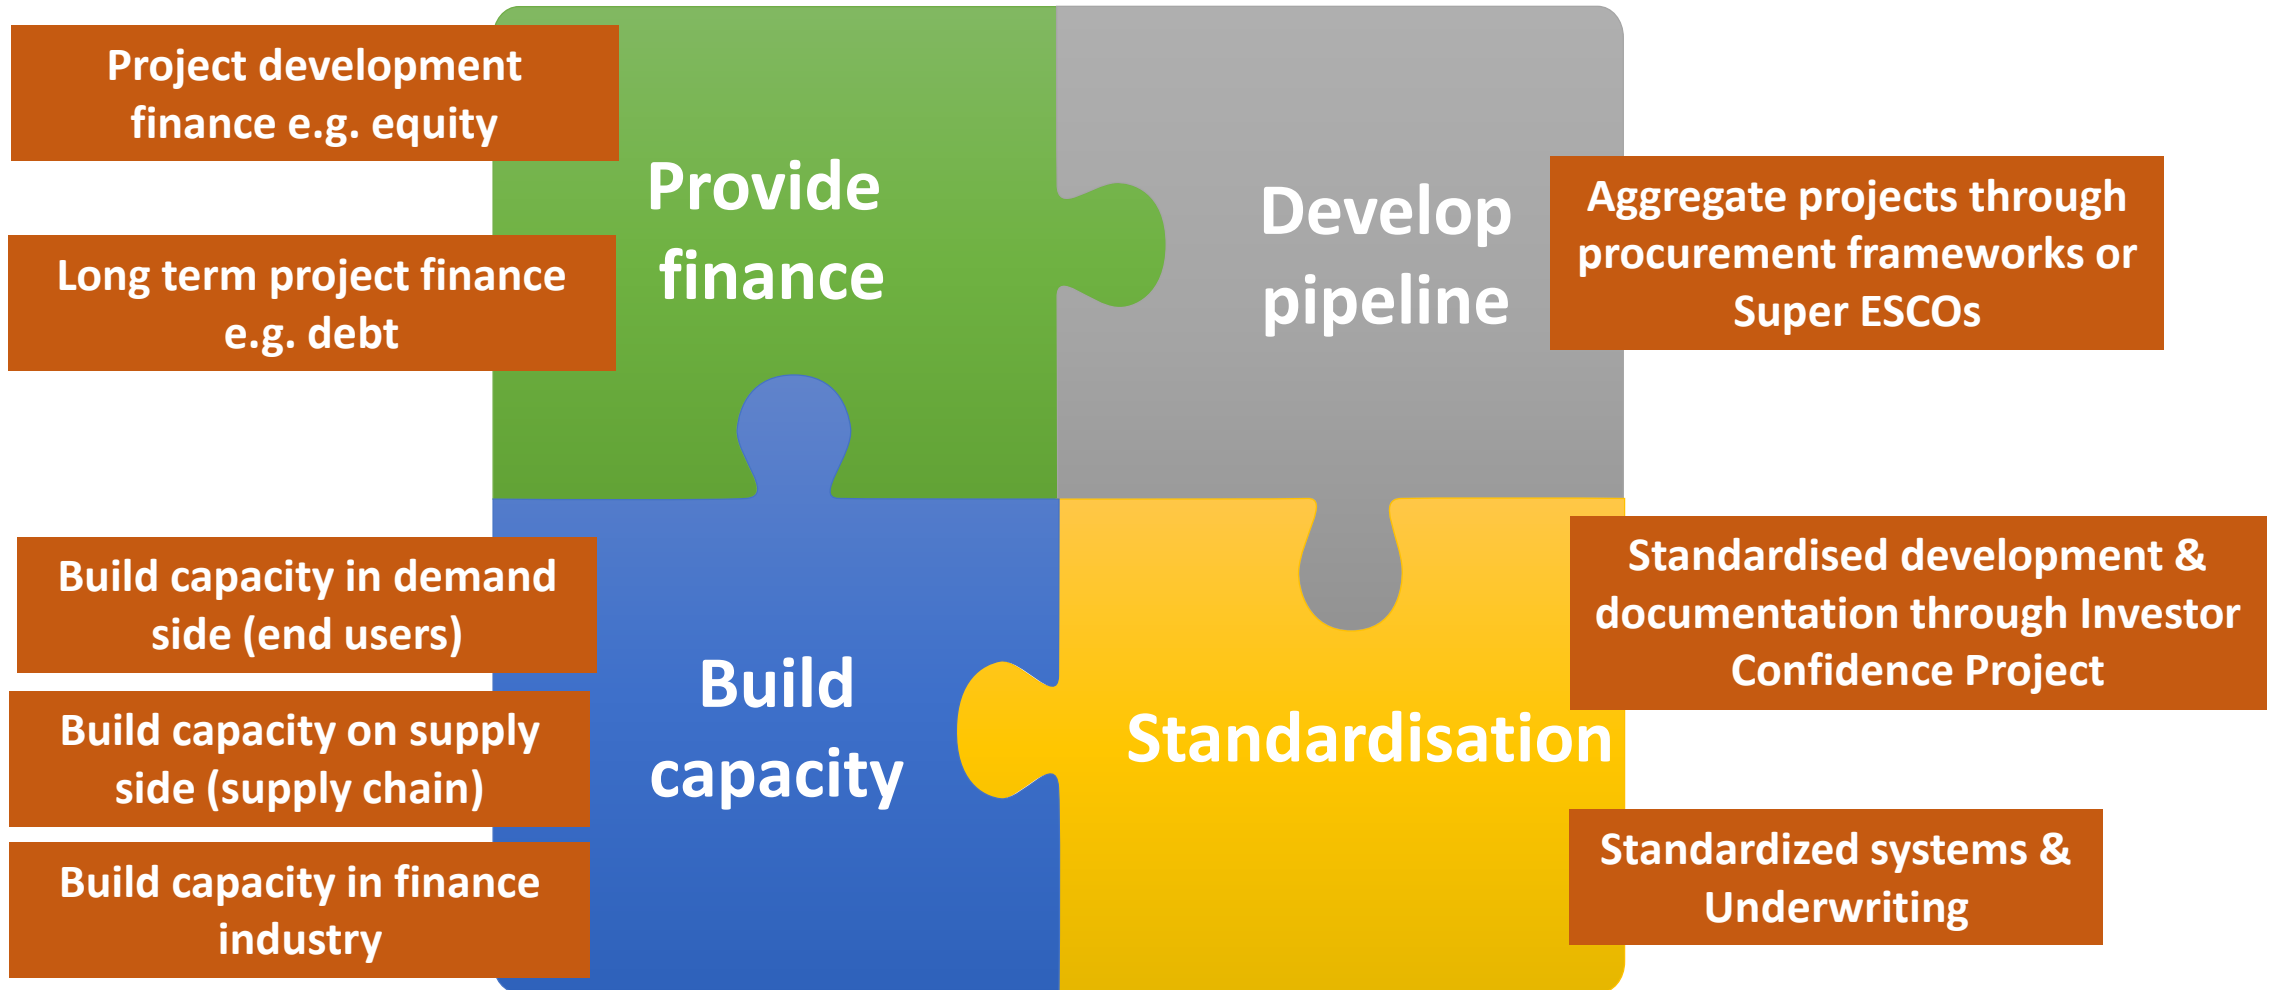 Project development
finance e.g. equity
Long term project finance
e.g. debt
Provide
finance
Develop
pipeline
Aggregate projects through
procurement frameworks or
Super ESCOs
Build capacity in demand
side (end users)
Build capacity on supply
side (supply chain)
Build capacity in finance
industry
Build
capacity
Standardisation
Standardised development &
documentation through Investor
Confidence Project
Standardized systems &
Underwriting